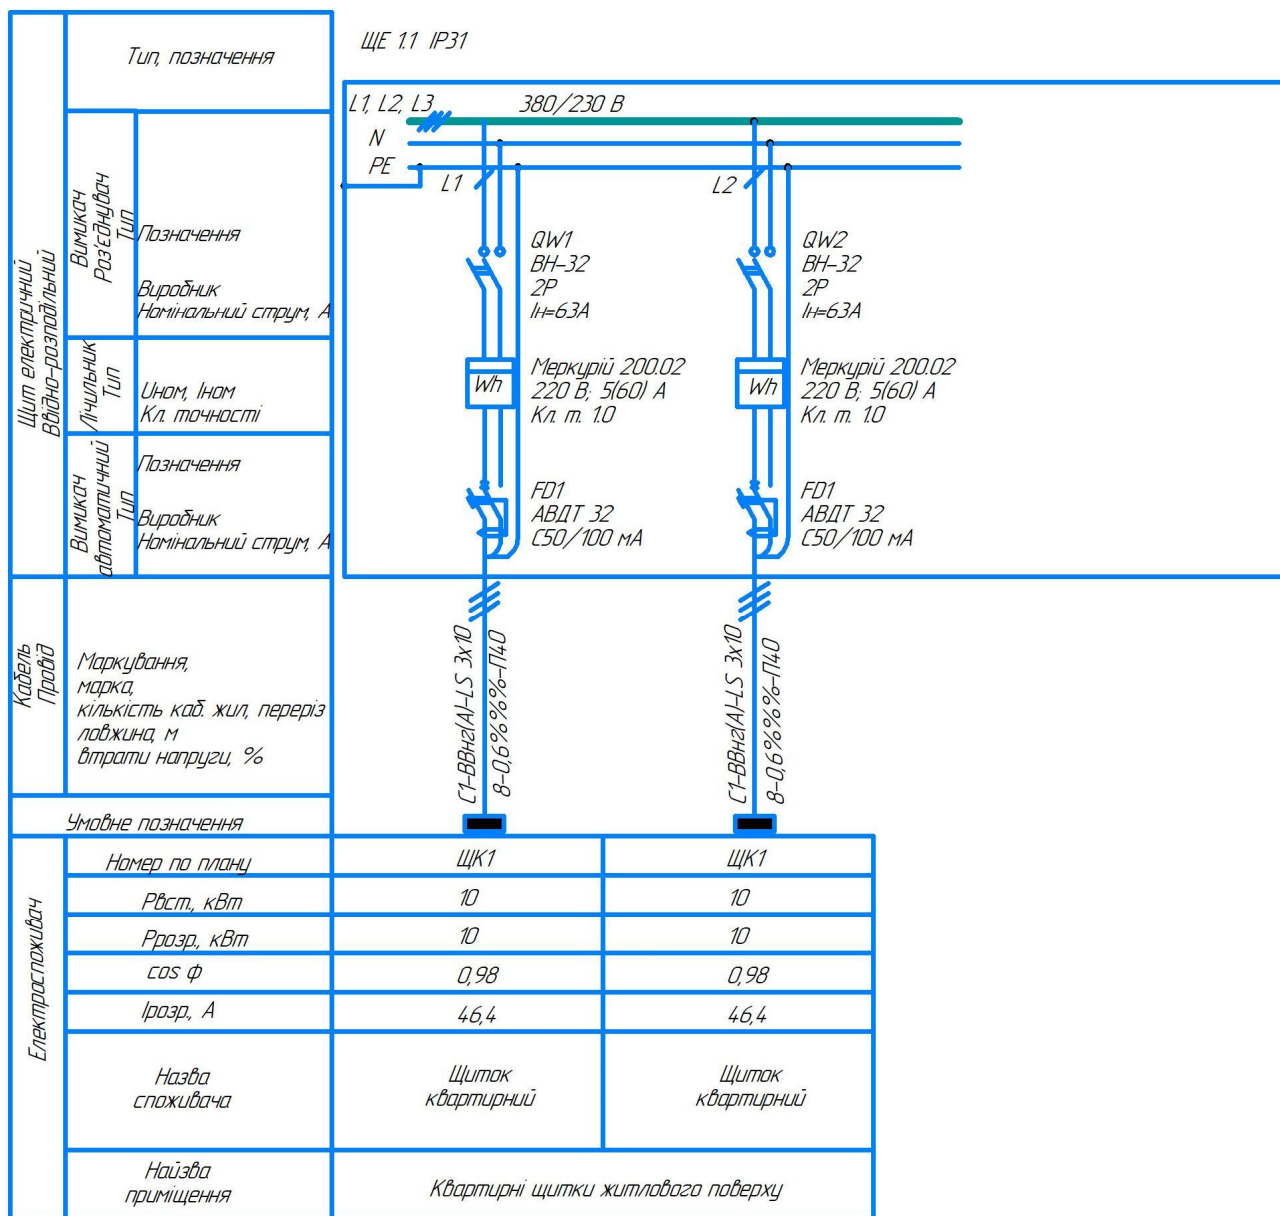 Тип, позначення
ЩЕ 1.1 IP31
L1, L2, L3
380/230 В
N
PE
L1
L2
Щит електричний
Ввідно-розподільний
Вимикач
Роз'єднувач
Тип
Позначення
Виробник
Номінальний струм, А
QW1
ВН-32
2Р
Ін=63А
QW2
ВН-32
2Р
Ін=63А
Лічильник
Тип
Uном, Iном
Кл. точності
Wh
Меркурій 200.02
220 В; 5(60) А
Кл. т. 1.0
Wh
Меркурій 200.02
220 В; 5(60) А
Кл. т. 1.0
Вимикач
автоматичний
Тип
Позначення
Виробник
Номінальний струм, А
FD1
АВДТ 32
С50/100 мА
FD1
АВДТ 32
С50/100 мА
Кабель
Провід
Маркування,
марка,
кількість каб. жил, переріз
довжина, м
втрати напруги, %
С1-ВВнг(А)-LS 3х10
8-0,6%%%-П40
С1-ВВнг(А)-LS 3х10
8-0,6%%%-П40
Умовне позначення
Електроспоживач
Номер по плану
ЩК1
ЩК1
Рвст., кВт
10
10
Ррозр., кВт
10
10
cos ф
0,98
0,98
Ірозр., А
46,4
46,4
Назва
споживача
Щиток
квартирний
Щиток
квартирний
Найзва
приміщення
Квартирні щитки житлового поверху